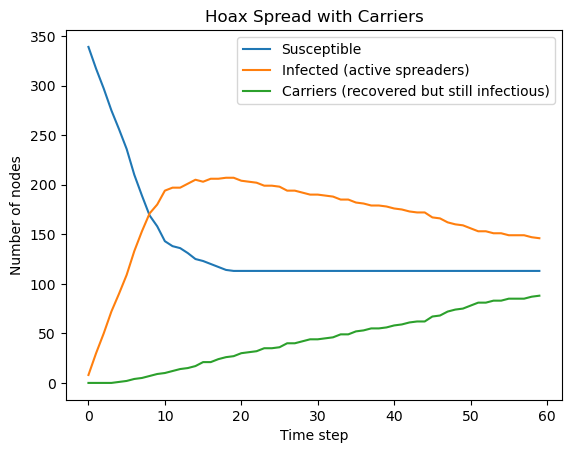 Hoax Spread with Carriers
Susceptible
Infected (active spreaders)
Carriers (recovered but still infectious)
Number of nodes
350
300
250
200
150
100
50
0
0 10 20 30 40 50 60
Time step